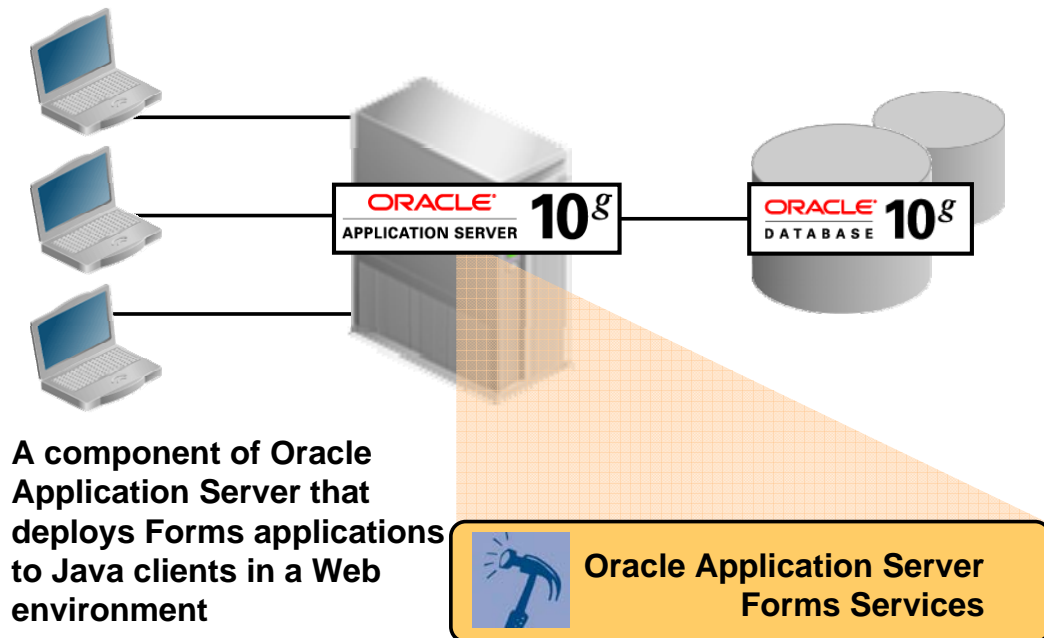 ORACLE
APPLICATION SERVER
10g
ORACLE
DATABASE
10g
A component of Oracle
Application Server that
deploys Forms applications
to Java clients in a Web
environment
Oracle Application Server
Forms Services